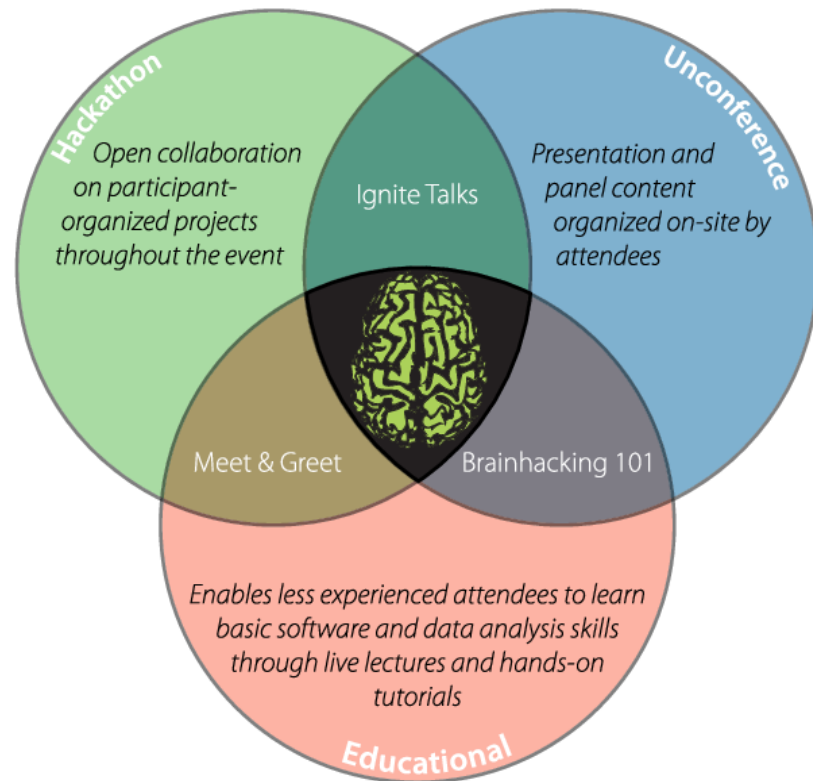 Hackathon
Open collaboration
on participant-
organized projects
throughout the event
Ignite Talks
Unconference
Presentation and
panel content
organized on-site by
attendees
Meet & Greet
Brainhacking 101
Enables less experienced attendees to learn
basic software and data analysis skills
through live lectures and hands-on
tutorials
Educational